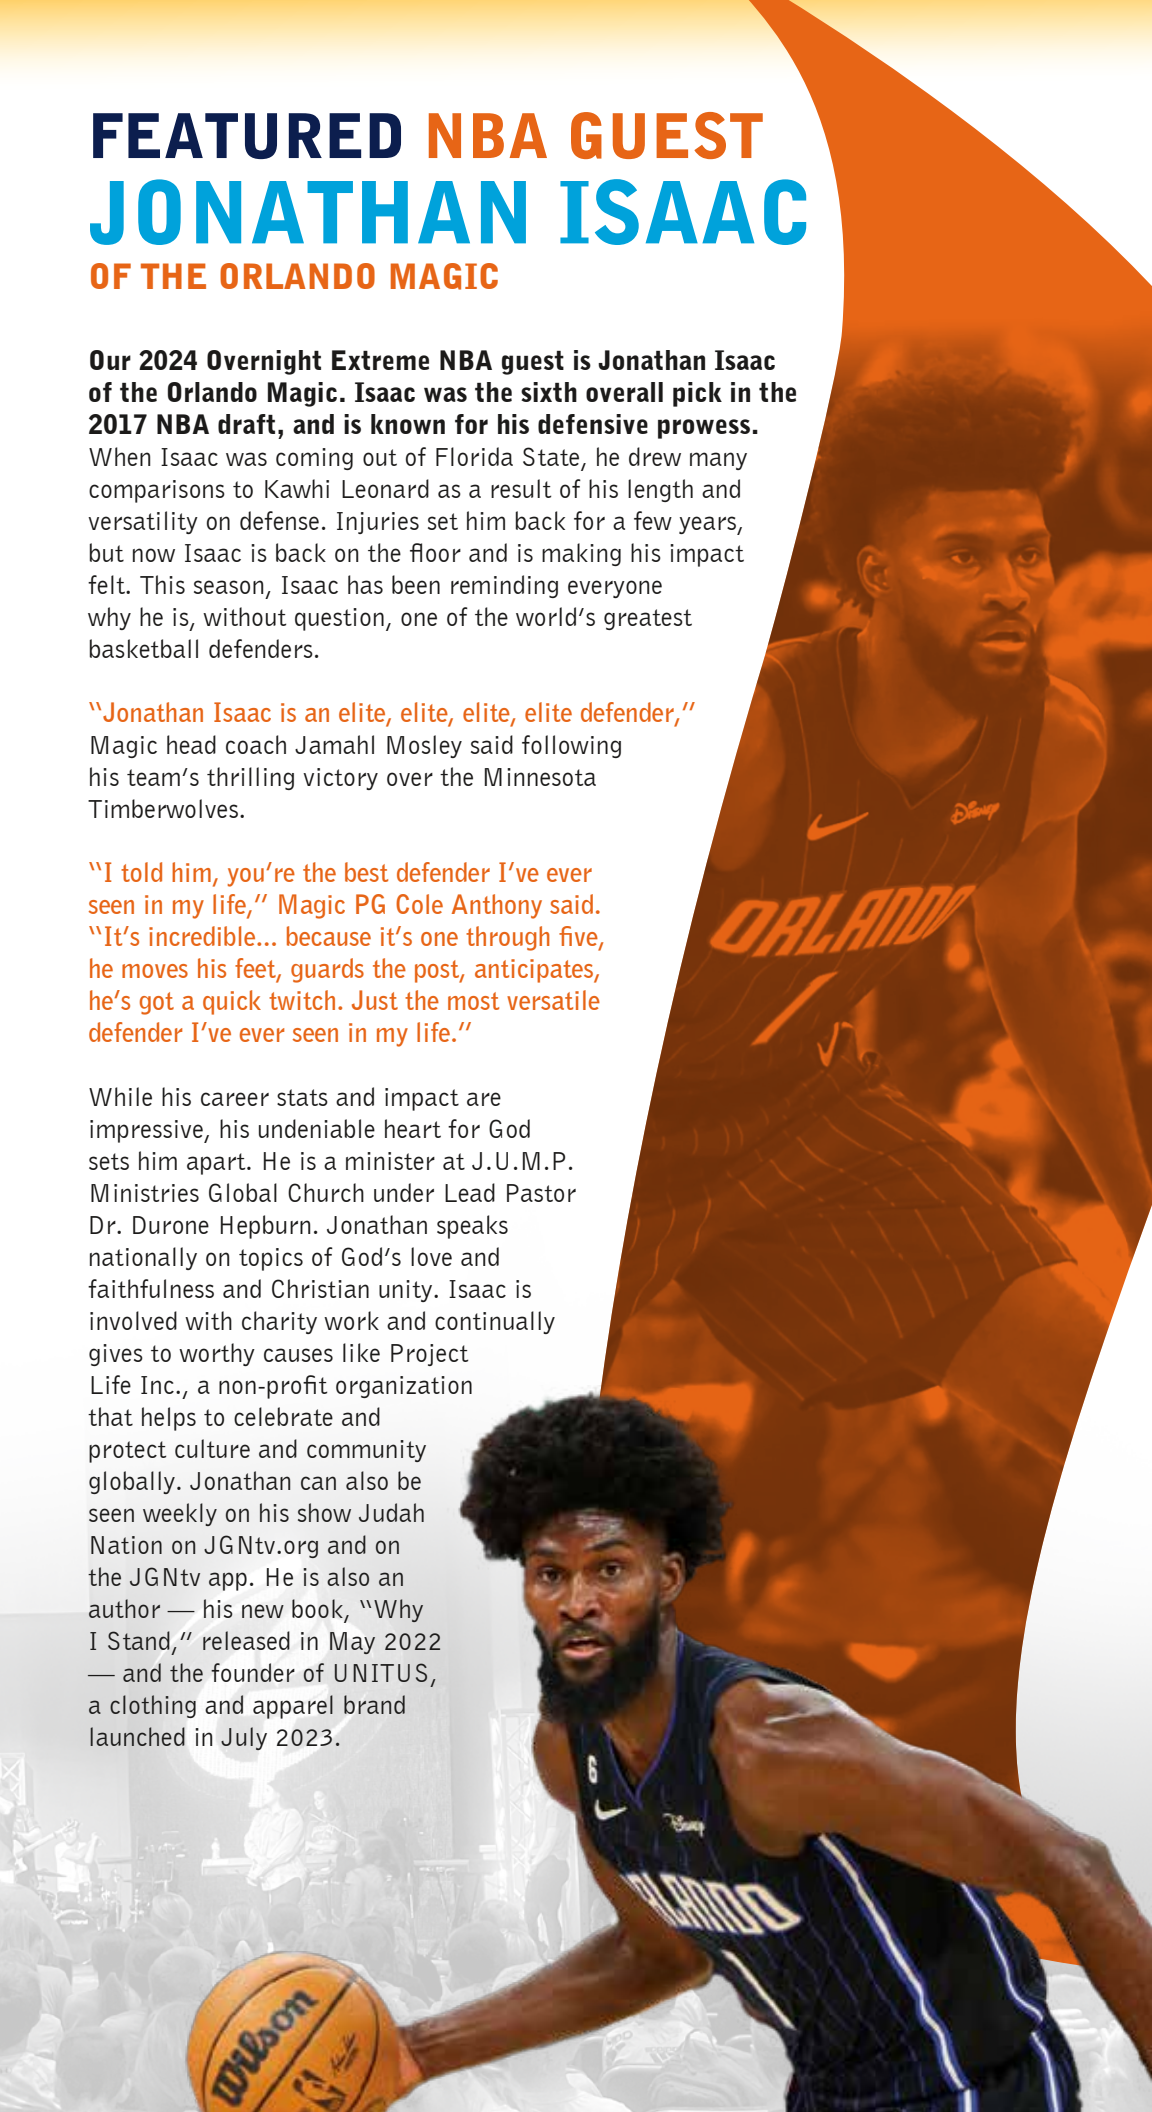 FEATURED NBA GUEST
JONATHAN ISAAC
OF THE ORLANDO MAGIC
Our 2024 Overnight Extreme NBA guest is Jonathan Isaac
of the Orlando Magic. Isaac was the sixth overall pick in the
2017 NBA draft, and is known for his defensive prowess.
When Isaac was coming out of Florida State, he drew many
comparisons to Kawhi Leonard as a result of his length and
versatility on defense. Injuries set him back for a few years,
but now Isaac is back on the floor and is making his impact
felt. This season, Isaac has been reminding everyone
why he is, without question, one of the world’s greatest
basketball defenders.
“Jonathan Isaac is an elite, elite, elite, elite defender,”
Magic head coach Jamahl Mosley said following
his team’s thrilling victory over the Minnesota
Timberwolves.
“I told him, you’re the best defender I’ve ever
seen in my life,” Magic PG Cole Anthony said.
“It’s incredible... because it’s one through five,
he moves his feet, guards the post, anticipates,
he’s got a quick twitch. Just the most versatile
defender I’ve ever seen in my life.”
While his career stats and impact are
impressive, his undeniable heart for God
sets him apart. He is a minister at J.U.M.P.
Ministries Global Church under Lead Pastor
Dr. Durone Hepburn. Jonathan speaks
nationally on topics of God’s love and
faithfulness and Christian unity. Isaac is
involved with charity work and continually
gives to worthy causes like Project
Life Inc., a non-profit organization
that helps to celebrate and
protect culture and community
globally. Jonathan can also be
seen weekly on his show Judah
Nation on JGNtv.org and on
the JGNtv app. He is also an
author — his new book, “Why
I Stand,” released in May 2022
— and the founder of UNITUS,
a clothing and apparel brand
launched in July 2023.
Disney
ORLANDO
1
6
Disney
ORLANDO
1
Wilson